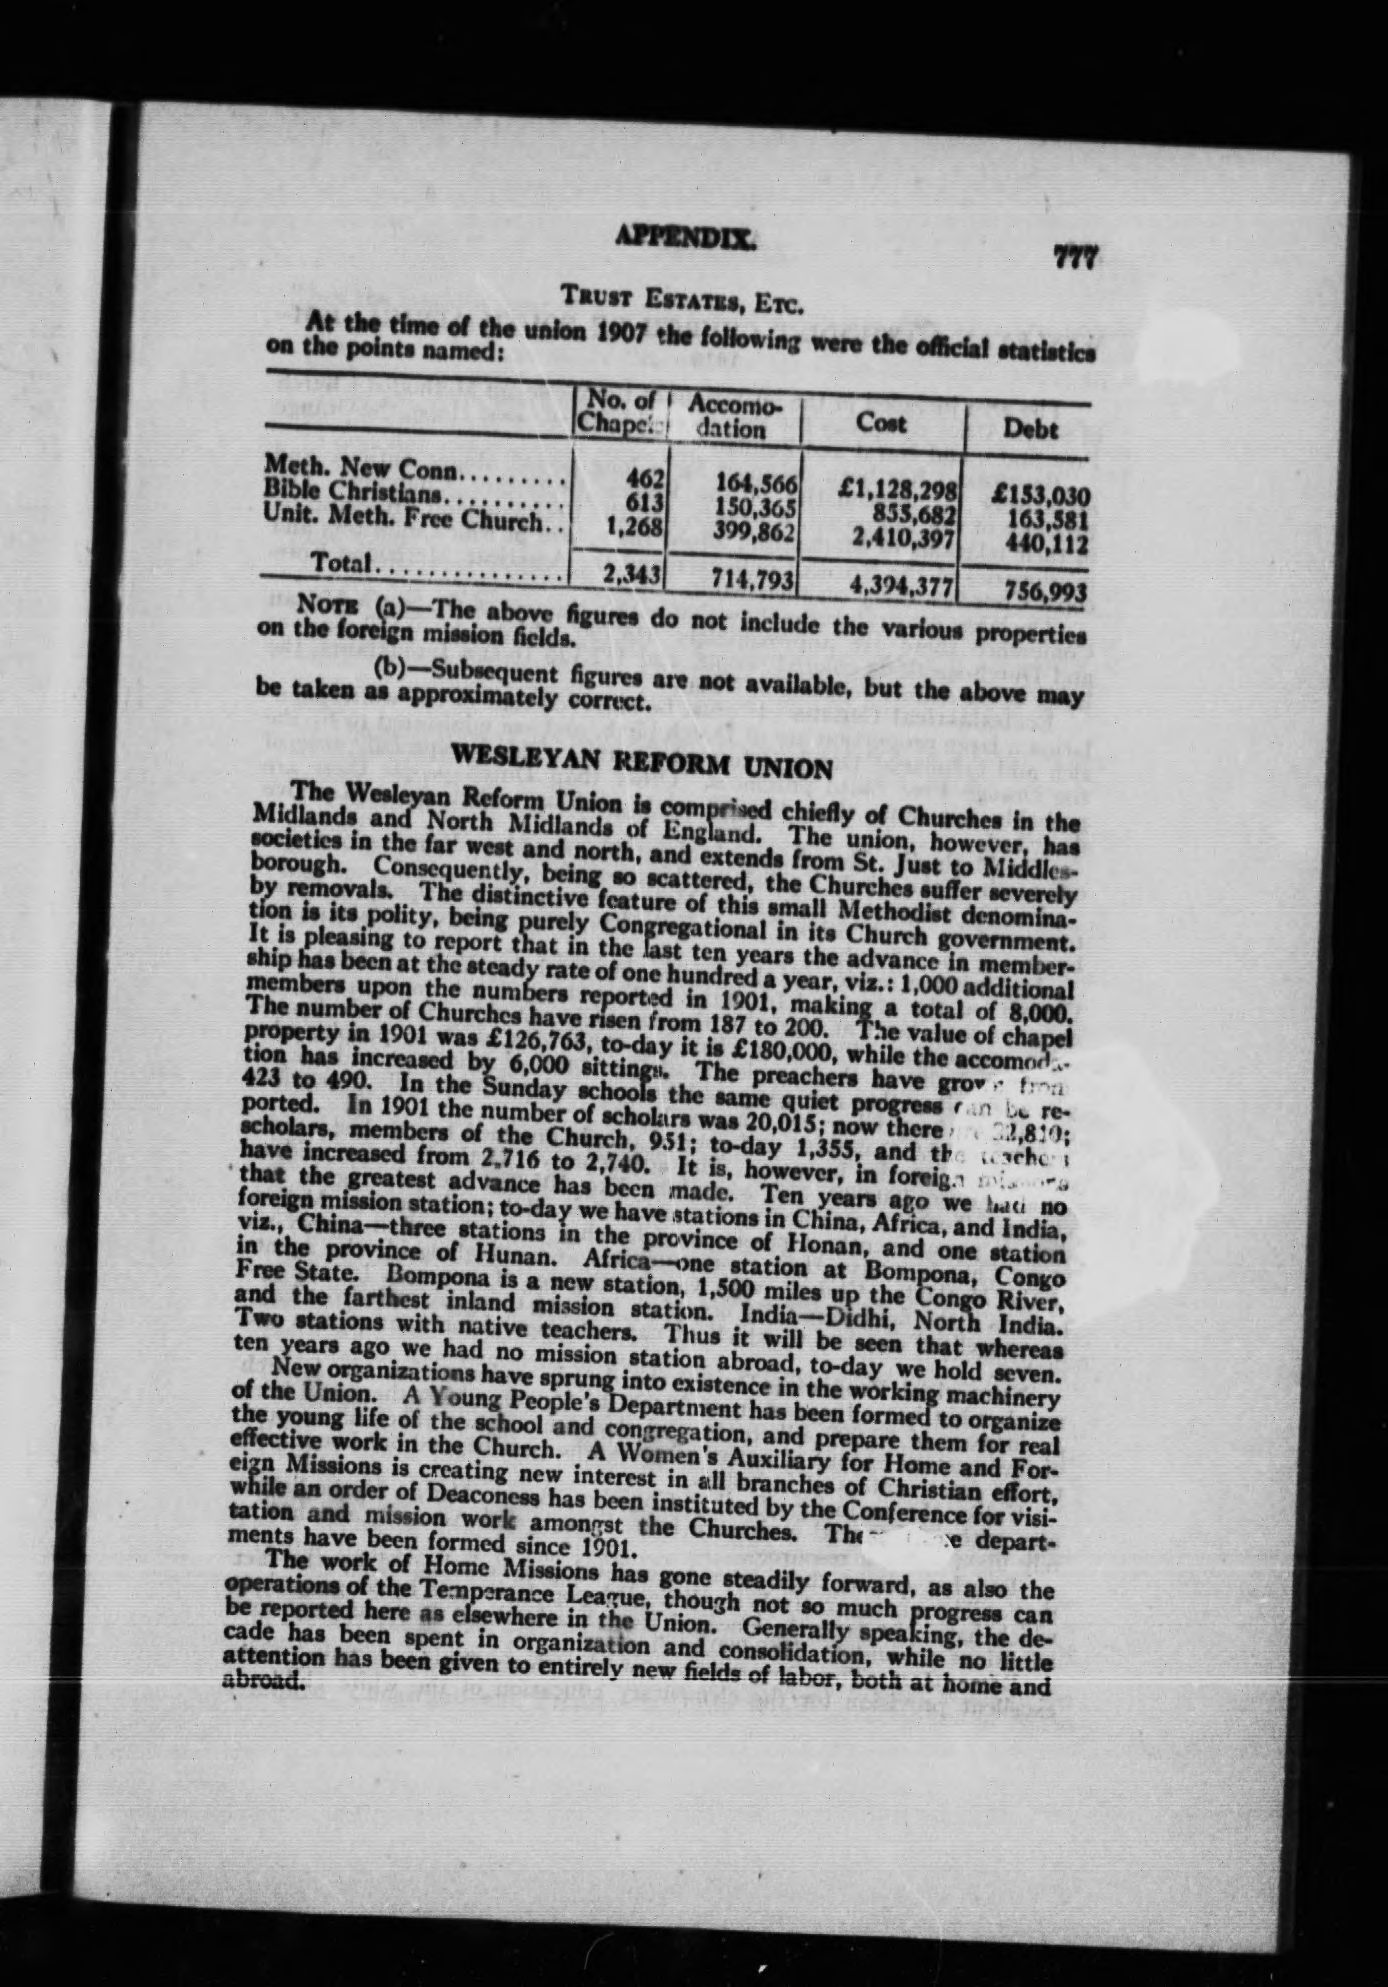 APPENDIX.
777
TRUST ESTATES, ETC.
At the time of the union 1907 the following were the official statistics
on the points named:
No. of Chapels | Accomo-dation | Cost | Debt
Meth. New Conn......... 462 164,566 £1,128,298 £153,030
Bible Christians.......... 613 150,365 855,682 163,581
Unit. Meth. Free Church.. 1,268 399,862 2,410,397 440,112
Total............... 2,343 714,793 4,394,377 756,993
NOTE (a)—The above figures do not include the various properties
on the foreign mission fields.
(b)—Subsequent figures are not available, but the above may
be taken as approximately correct.
WESLEYAN REFORM UNION
The Wesleyan Reform Union is comprised chiefly of Churches in the
Midlands and North Midlands of England. The union, however, has
societies in the far west and north, and extends from St. Just to Middles-
borough. Consequently, being so scattered, the Churches suffer severely
by removals. The distinctive feature of this small Methodist denomina-
tion is its polity, being purely Congregational in its Church government.
It is pleasing to report that in the last ten years the advance in member-
ship has been at the steady rate of one hundred a year, viz.: 1,000 additional
members upon the numbers reported in 1901, making a total of 8,000.
The number of Churches have risen from 187 to 200. The value of chapel
property in 1901 was £126,763, to-day it is £180,000, while the accomoda-
tion has increased by 6,000 sittings. The preachers have grown from
423 to 490. In the Sunday schools the same quiet progress can be re-
ported. In 1901 the number of scholars was 20,015; now there 22,810;
scholars, members of the Church, 951; to-day 1,355, and the teachers
have increased from 2,716 to 2,740. It is, however, in foreign missions
that the greatest advance has been made. Ten years ago we had no
foreign mission station; to-day we have stations in China, Africa, and India,
viz., China—three stations in the province of Honan, and one station
in the province of Hunan. Africa—one station at Bompona, Congo
Free State. Bompona is a new station, 1,500 miles up the Congo River,
and the farthest inland mission station. India—Didhi, North India.
Two stations with native teachers. Thus it will be seen that whereas
ten years ago we had no mission station abroad, to-day we hold seven.
New organizations have sprung into existence in the working machinery
of the Union. A Young People's Department has been formed to organize
the young life of the school and congregation, and prepare them for real
effective work in the Church. A Women's Auxiliary for Home and For-
eign Missions is creating new interest in all branches of Christian effort,
while an order of Deaconess has been instituted by the Conference for visi-
tation and mission work amongst the Churches. depart-
ments have been formed since 1901.
The work of Home Missions has gone steadily forward, as also the
operations of the Temperance League, though not so much progress can
be reported here as elsewhere in the Union. Generally speaking, the de-
cade has been spent in organization and consolidation, while no little
attention has been given to entirely new fields of labor, both at home and
abroad.